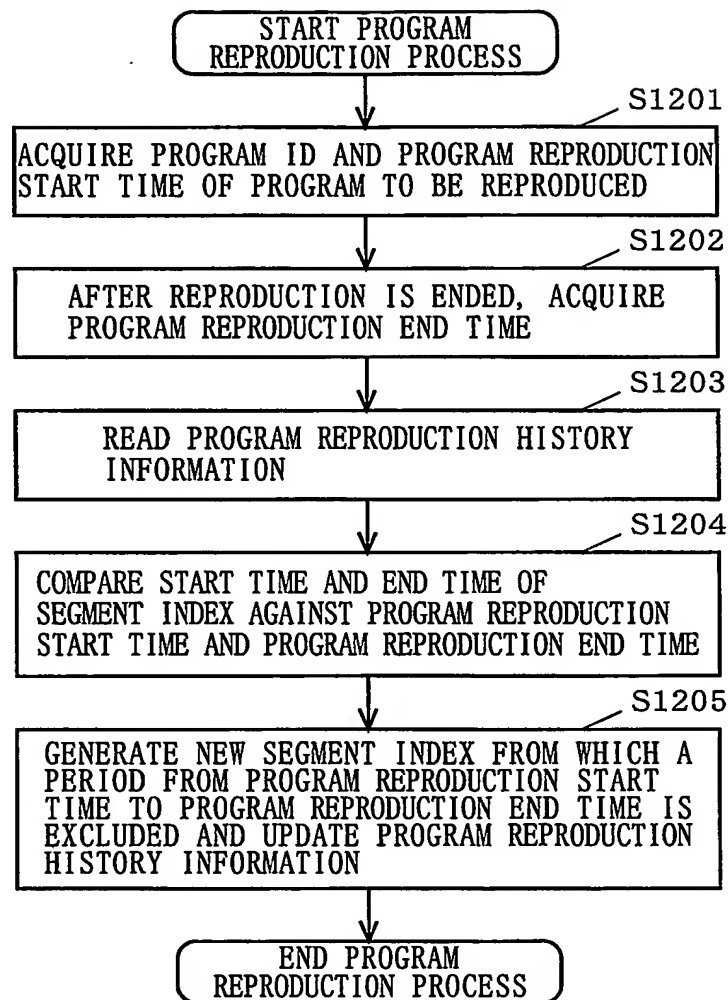 START PROGRAM
REPRODUCTION PROCESS
S1201
ACQUIRE PROGRAM ID AND PROGRAM REPRODUCTION
START TIME OF PROGRAM TO BE REPRODUCED
S1202
AFTER REPRODUCTION IS ENDED, ACQUIRE
PROGRAM REPRODUCTION END TIME
S1203
READ PROGRAM REPRODUCTION HISTORY
INFORMATION
S1204
COMPARE START TIME AND END TIME OF
SEGMENT INDEX AGAINST PROGRAM REPRODUCTION
START TIME AND PROGRAM REPRODUCTION END TIME
S1205
GENERATE NEW SEGMENT INDEX FROM WHICH A
PERIOD FROM PROGRAM REPRODUCTION START
TIME TO PROGRAM REPRODUCTION END TIME IS
EXCLUDED AND UPDATE PROGRAM REPRODUCTION
HISTORY INFORMATION
END PROGRAM
REPRODUCTION PROCESS